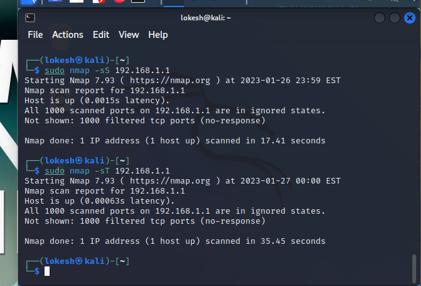 lokesh@kali: ~
File Actions Edit View Help
┌──(lokesh㉿kali)-[~]
└─$ sudo nmap -sS 192.168.1.1
Starting Nmap 7.93 ( https://nmap.org ) at 2023-01-26 23:59 EST
Nmap scan report for 192.168.1.1
Host is up (0.0015s latency).
All 1000 scanned ports on 192.168.1.1 are in ignored states.
Not shown: 1000 filtered tcp ports (no-response)
Nmap done: 1 IP address (1 host up) scanned in 17.41 seconds
┌──(lokesh㉿kali)-[~]
└─$ sudo nmap -sT 192.168.1.1
Starting Nmap 7.93 ( https://nmap.org ) at 2023-01-27 00:00 EST
Nmap scan report for 192.168.1.1
Host is up (0.00063s latency).
All 1000 scanned ports on 192.168.1.1 are in ignored states.
Not shown: 1000 filtered tcp ports (no-response)
Nmap done: 1 IP address (1 host up) scanned in 35.45 seconds
┌──(lokesh㉿kali)-[~]
└─$